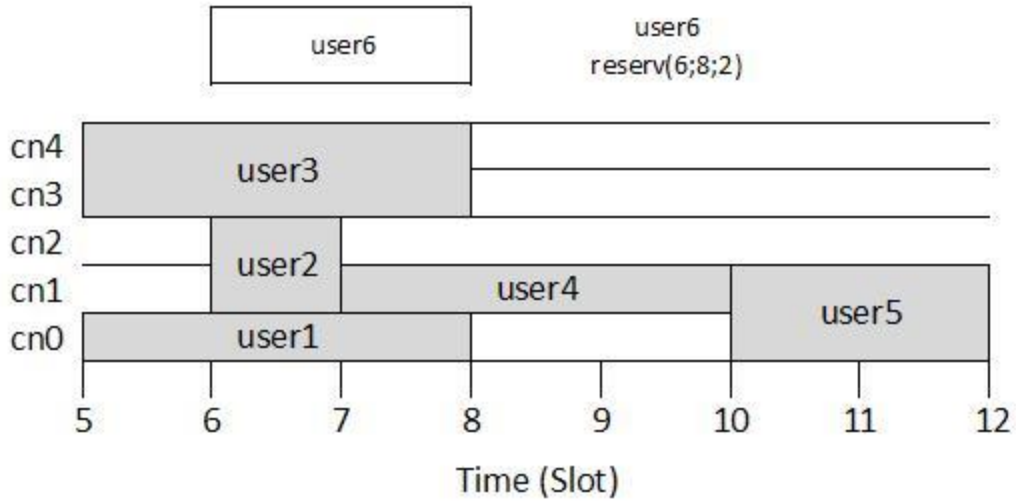 user6
user6
reserv(6;8;2)
cn4
user3
cn3
cn2
user2
cn1
user4
user5
cn0
user1
5 6 7 8 9 10 11 12
Time (Slot)